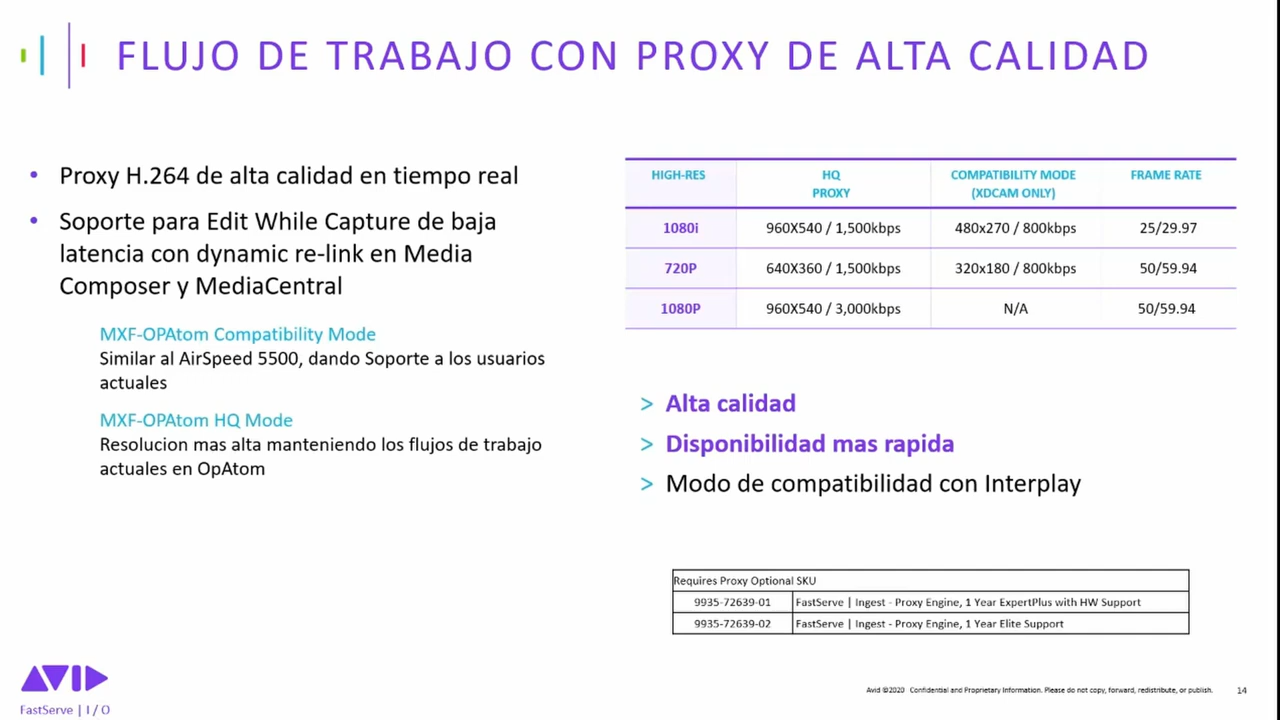 FLUJO DE TRABAJO CON PROXY DE ALTA CALIDAD
• Proxy H.264 de alta calidad en tiempo real
• Soporte para Edit While Capture de baja
latencia con dynamic re-link en Media
Composer y MediaCentral
MXF-OPAtom Compatibility Mode
Similar al AirSpeed 5500, dando Soporte a los usuarios
actuales
MXF-OPAtom HQ Mode
Resolucion mas alta manteniendo los flujos de trabajo
actuales en OpAtom
HIGH-RES HQ PROXY COMPATIBILITY MODE (XDCAM ONLY) FRAME RATE
1080i 960X540 / 1,500kbps 480x270 / 800kbps 25/29.97
720P 640X360 / 1,500kbps 320x180 / 800kbps 50/59.94
1080P 960X540 / 3,000kbps N/A 50/59.94
> Alta calidad
> Disponibilidad mas rapida
> Modo de compatibilidad con Interplay
Requires Proxy Optional SKU
9935-72639-01 FastServe | Ingest - Proxy Engine, 1 Year ExpertPlus with HW Support
9935-72639-02 FastServe | Ingest - Proxy Engine, 1 Year Elite Support
AVID
FastServe | I / O
Avid ©2020 Confidential and Proprietary Information. Please do not copy, forward, redistribute, or publish. 14